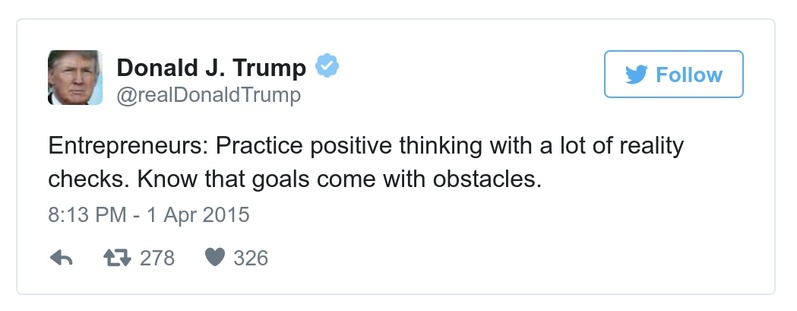 Donald J. Trump
@realDonaldTrump
Follow
Entrepreneurs: Practice positive thinking with a lot of reality
checks. Know that goals come with obstacles.
8:13 PM - 1 Apr 2015
278 326